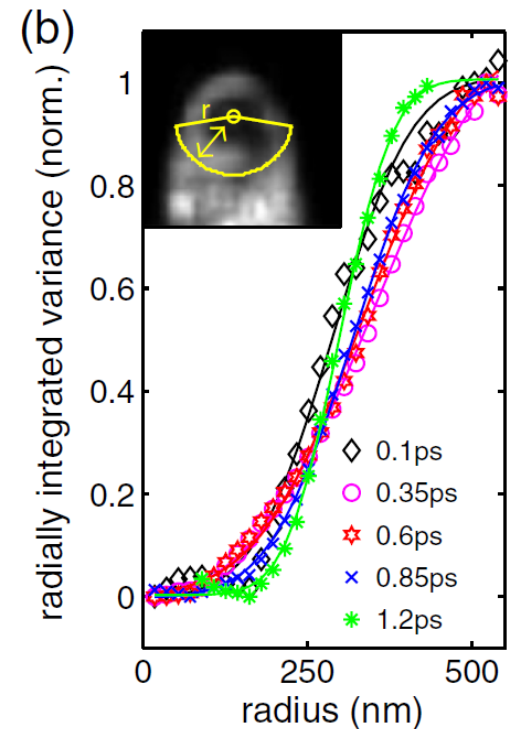 (b)
radially integrated variance (norm.)
1
0.8
0.6
0.4
0.2
0
r
0.1ps
0.35ps
0.6ps
0.85ps
1.2ps
0
250
500
radius (nm)